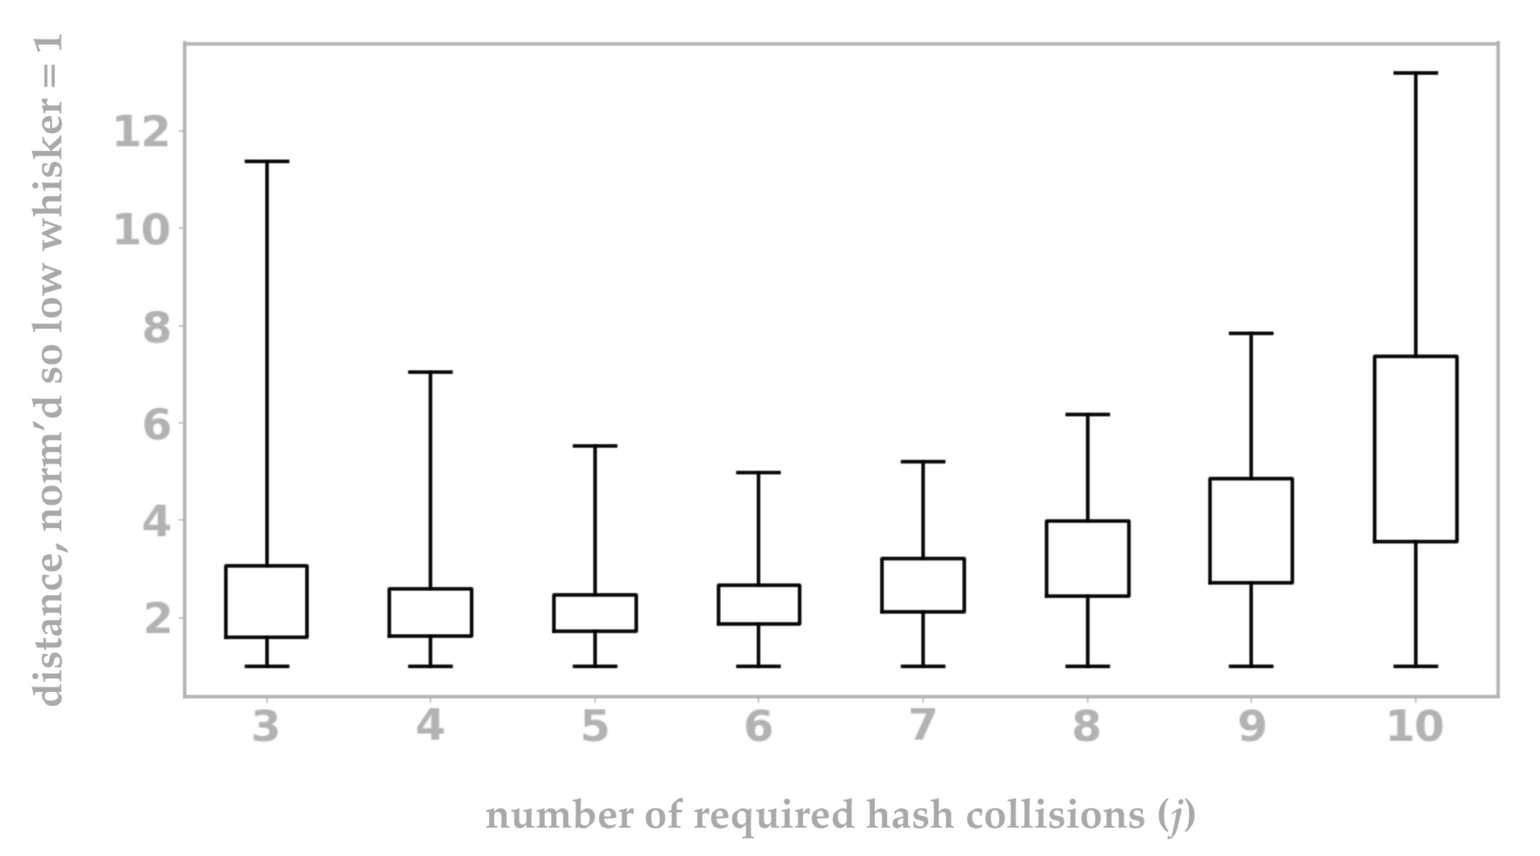 distance, norm′d so low whisker = 1
12
10
8
6
4
2
3 4 5 6 7 8 9 10
number of required hash collisions (j)